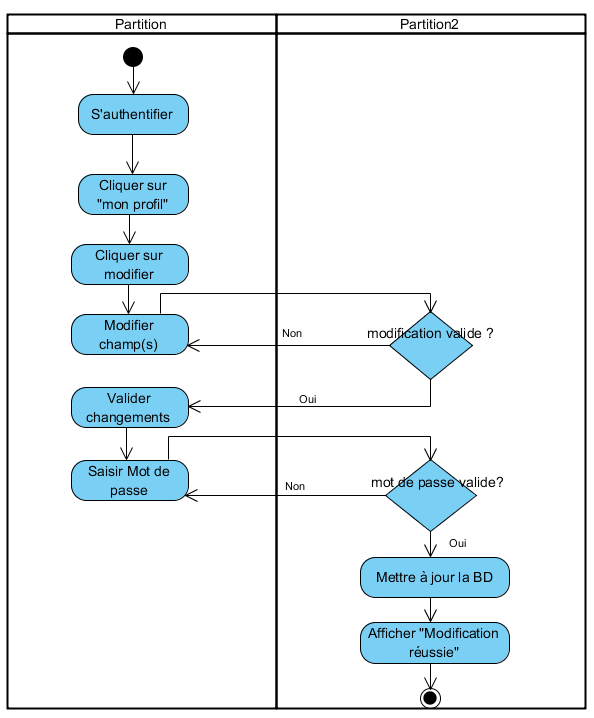 Partition
Partition2
S'authentifier
Cliquer sur
"mon profil"
Cliquer sur
modifier
Modifier
champ(s)
modification valide ?
Non
Valider
changements
Oui
Saisir Mot de
passe
mot de passe valide?
Non
Oui
Mettre à jour la BD
Afficher "Modification
réussie"